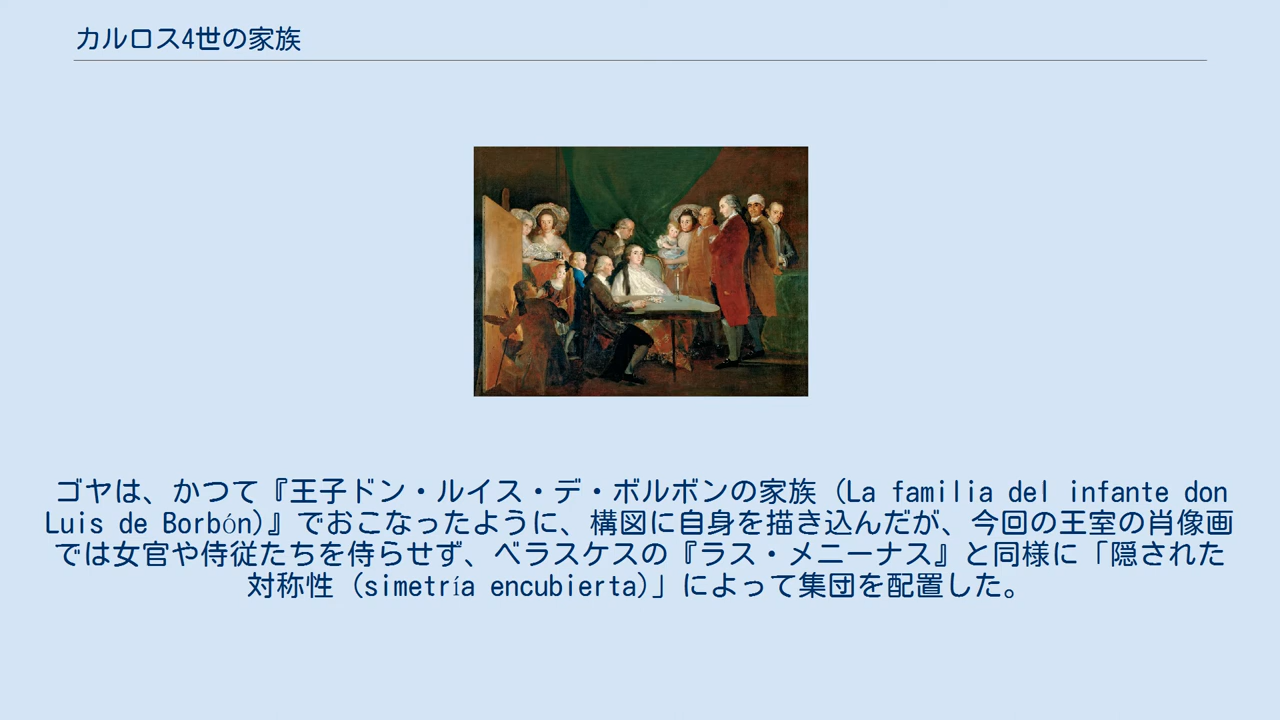 カルロス4世の家族
ゴヤは、かつて『王子ドン・ルイス・デ・ボルボンの家族（La familia del infante don
Luis de Borbón)』でおこなったように、構図に自身を描き込んだが、今回の王室の肖像画
では女官や侍従たちを侍らせず、ベラスケスの『ラス・メニーナス』と同様に「隠された
対称性（simetría encubierta)」によって集団を配置した。